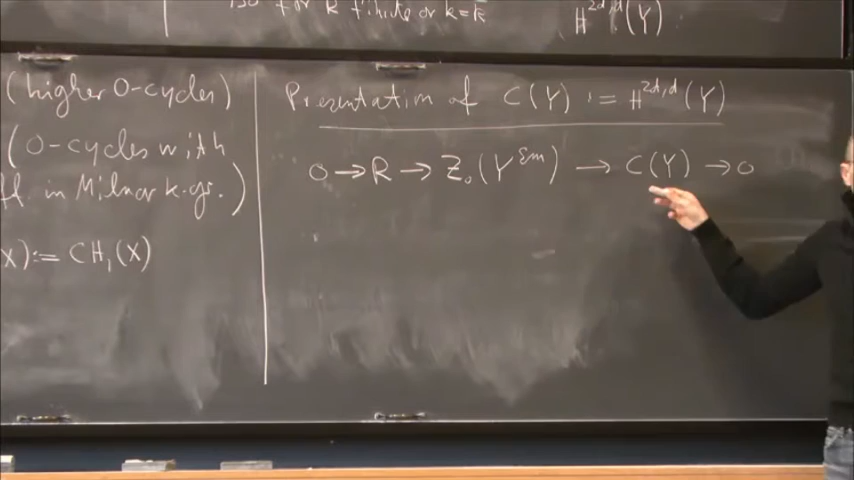 for k finite or k = k̄
H^{2d,d}(Y)
(higher 0-cycles)
(0-cycles with
in Milnor K-gs.)
X) := CH₁(X)
Presentation of C(Y) := H^{2d,d}(Y)
0 → R → Z₀(Y^{sm}) → C(Y) → 0